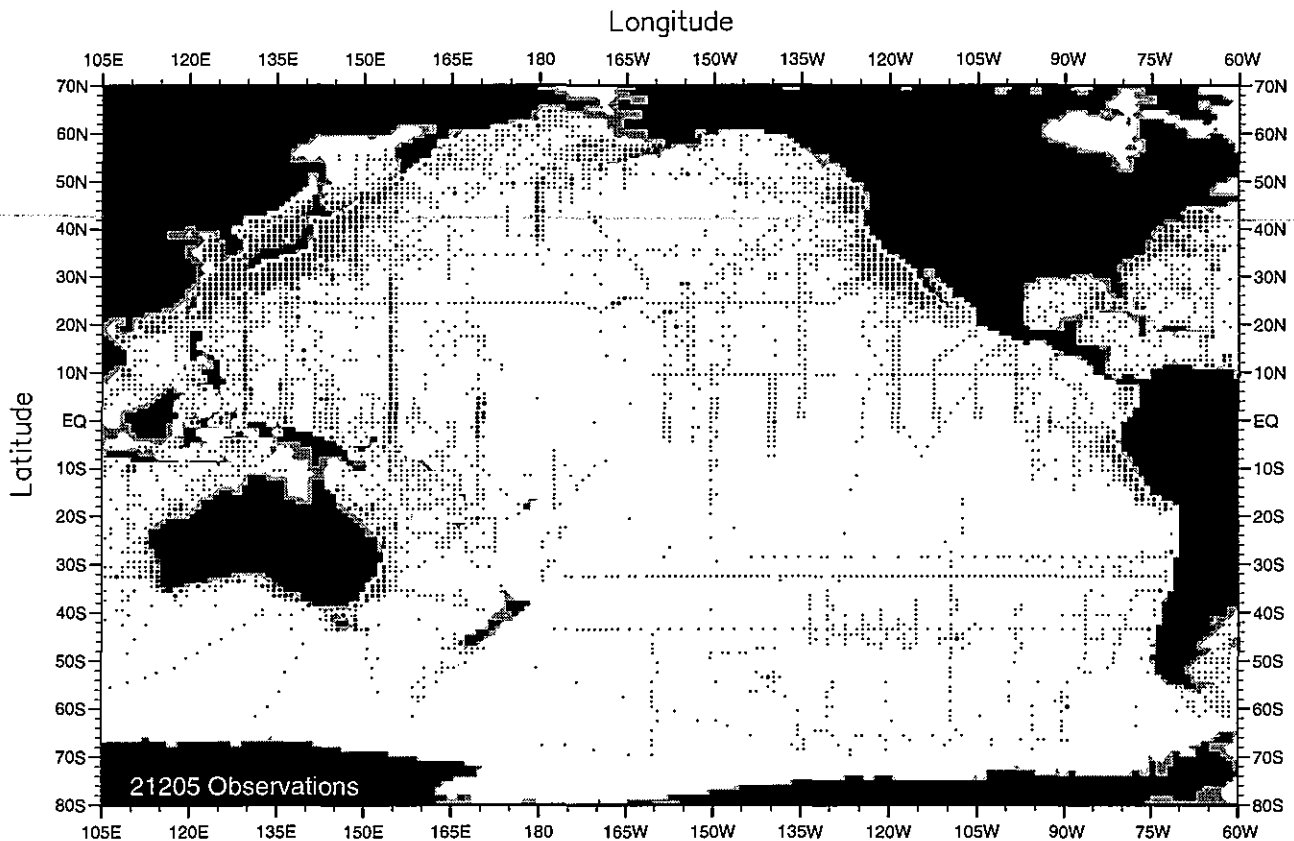 Longitude
105E 120E 135E 150E 165E 180 165W 150W 135W 120W 105W 90W 75W 60W
70N 70N
60N 60N
50N 50N
40N 40N
30N 30N
20N 20N
10N 10N
Latitude
EQ EQ
10S 10S
20S 20S
30S 30S
40S 40S
50S 50S
60S 60S
70S 70S
21205 Observations
80S 80S
105E 120E 135E 150E 165E 180 165W 150W 135W 120W 105W 90W 75W 60W